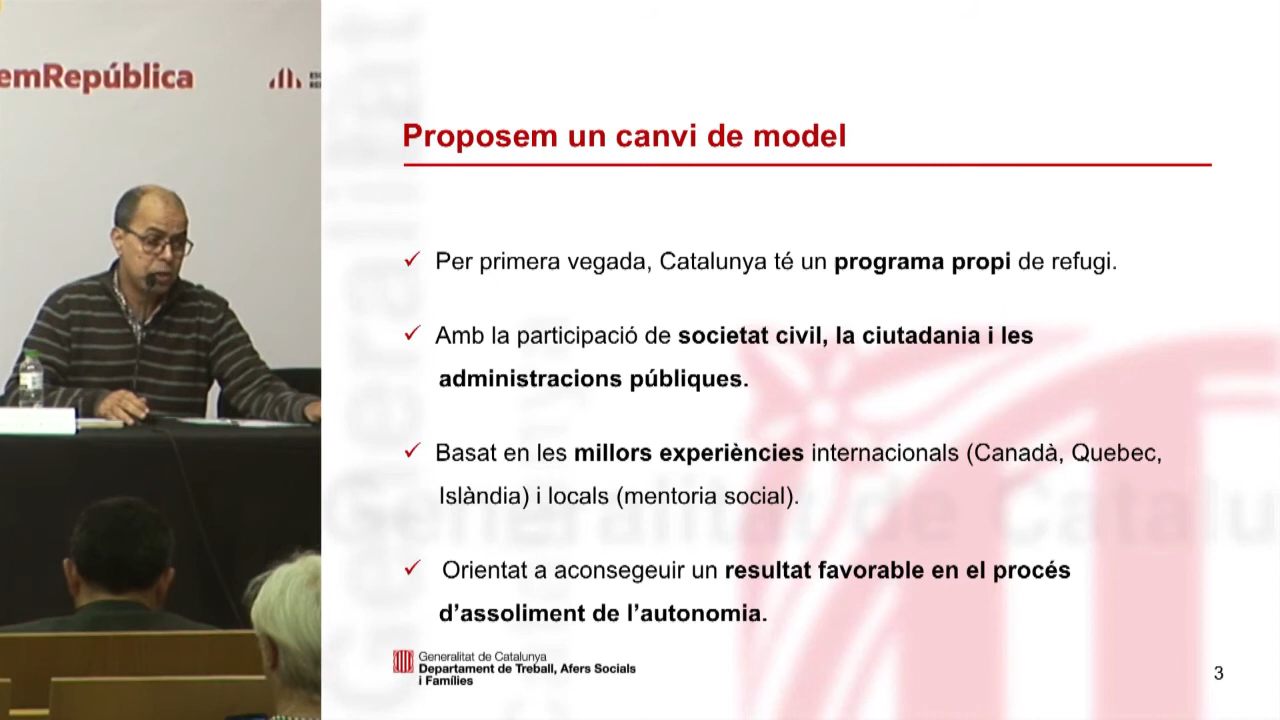 emRepública
Proposem un canvi de model
✓ Per primera vegada, Catalunya té un programa propi de refugi.
✓ Amb la participació de societat civil, la ciutadania i les
administracions públiques.
✓ Basat en les millors experiències internacionals (Canadà, Quebec,
Islàndia) i locals (mentoria social).
✓ Orientat a aconsegeuir un resultat favorable en el procés
d’assoliment de l’autonomia.
Generalitat de Catalunya
Departament de Treball, Afers Socials
i Famílies
3